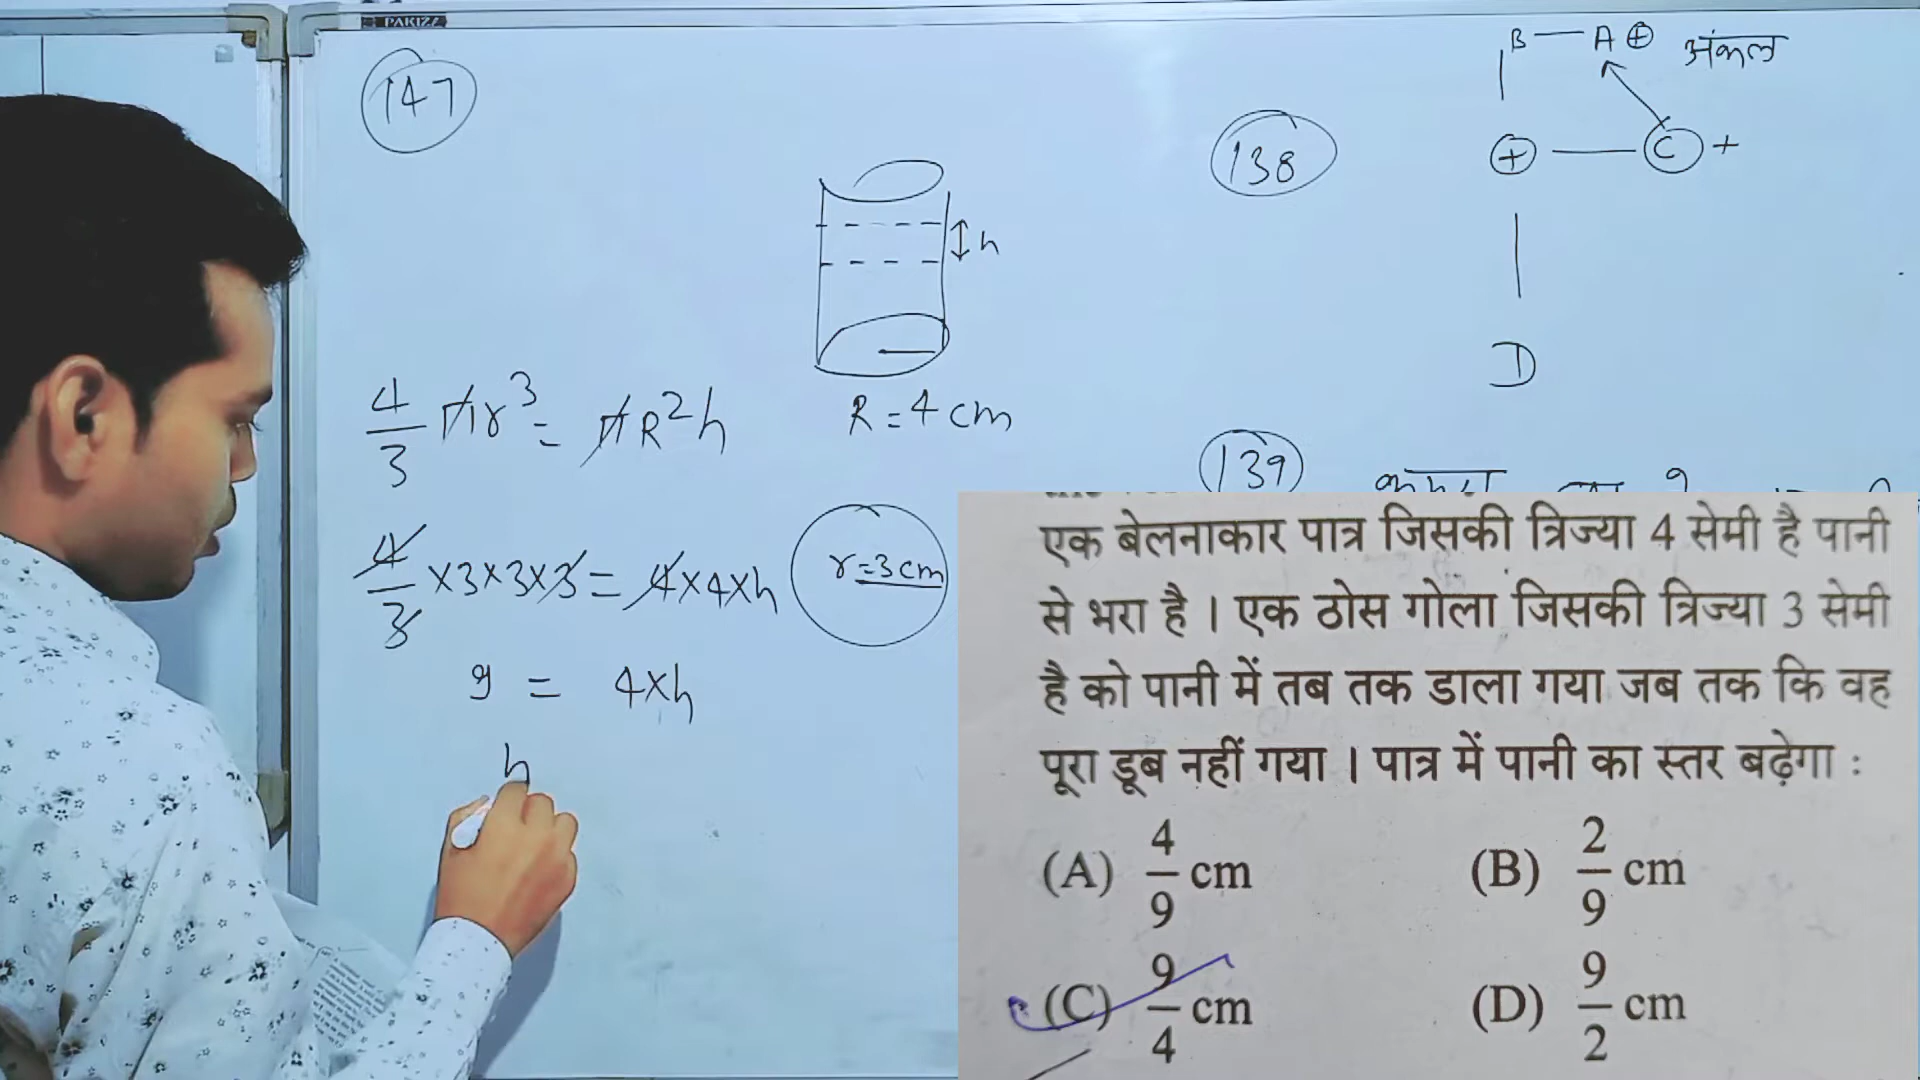 PAKIZA
147
h
R = 4 cm
4/3 πr³ = πR²h
4/3 ×3×3×3 = 4×4×h
r=3cm
9 = 4×h
h
B — A + अंकल
138
+ — C +
D
139
एक बेलनाकार पात्र जिसकी त्रिज्या 4 सेमी है पानी
से भरा है । एक ठोस गोला जिसकी त्रिज्या 3 सेमी
है को पानी में तब तक डाला गया जब तक कि वह
पूरा डूब नहीं गया । पात्र में पानी का स्तर बढ़ेगा :
(A) 4/9 cm (B) 2/9 cm
(C) 9/4 cm (D) 9/2 cm